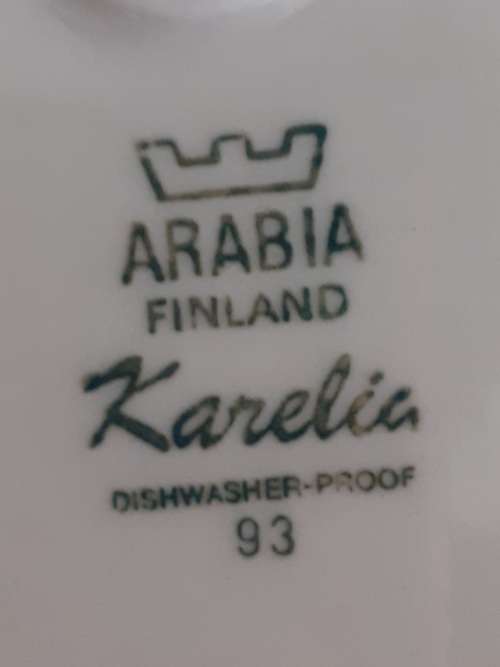 ARABIA
FINLAND
Karelia
DISHWASHER-PROOF
93